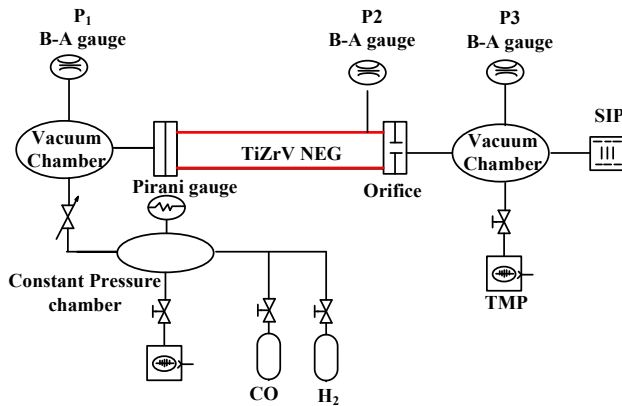 P₁
B-A gauge
P2
B-A gauge
P3
B-A gauge
SIP
Vacuum
Chamber
TiZrV NEG
Vacuum
Chamber
Pirani gauge
Orifice
Constant Pressure
chamber
TMP
CO
H₂